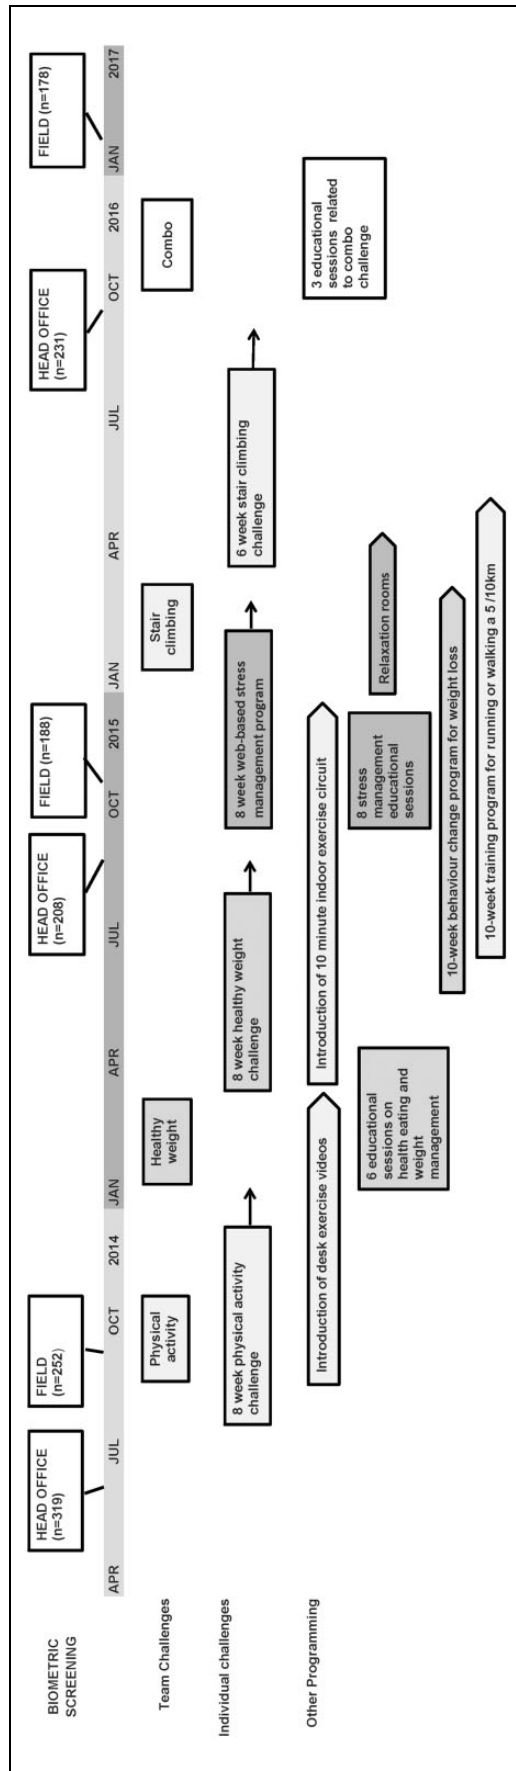 BIOMETRIC
SCREENING
HEAD OFFICE
(n=319)
FIELD
(n=252)
HEAD OFFICE
(n=208)
FIELD (n=188)
HEAD OFFICE
(n=231)
FIELD (n=178)
APR JUL OCT 2014 JAN APR JUL OCT 2015 JAN APR JUL OCT 2016 JAN 2017
Team Challenges
Physical
activity
Healthy
weight
Stair
climbing
Combo
Individual challenges
8 week physical activity
challenge
8 week healthy weight
challenge
8 week web-based stress
management program
6 week stair climbing
challenge
Other Programming
Introduction of desk exercise videos
Introduction of 10 minute indoor exercise circuit
3 educational
sessions related
to combo
challenge
6 educational
sessions on
health eating and
weight
management
8 stress
management
educational
sessions
Relaxation rooms
10-week behaviour change program for weight loss
10-week training program for running or walking a 5 /10km